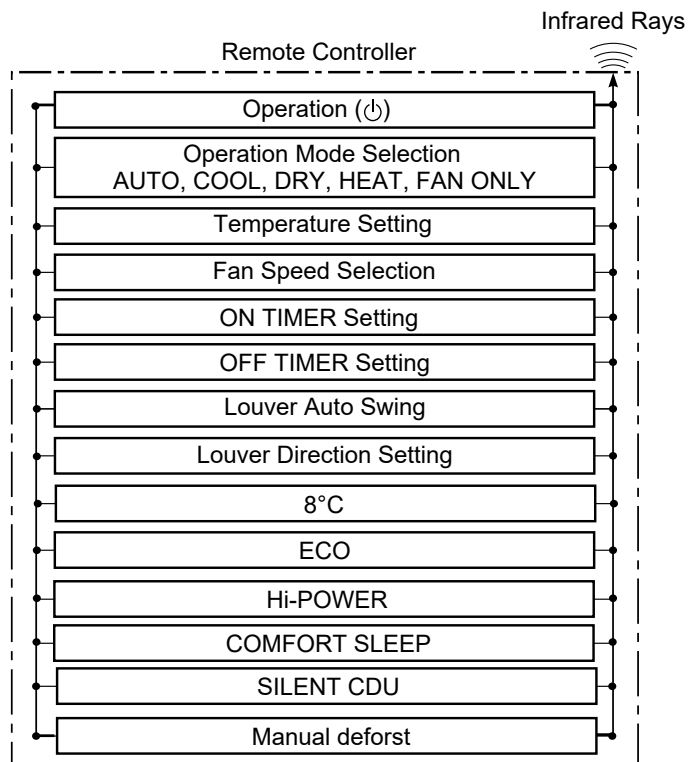 Infrared Rays
Remote Controller
Operation (⏻)
Operation Mode Selection
AUTO, COOL, DRY, HEAT, FAN ONLY
Temperature Setting
Fan Speed Selection
ON TIMER Setting
OFF TIMER Setting
Louver Auto Swing
Louver Direction Setting
8°C
ECO
Hi-POWER
COMFORT SLEEP
SILENT CDU
Manual deforst